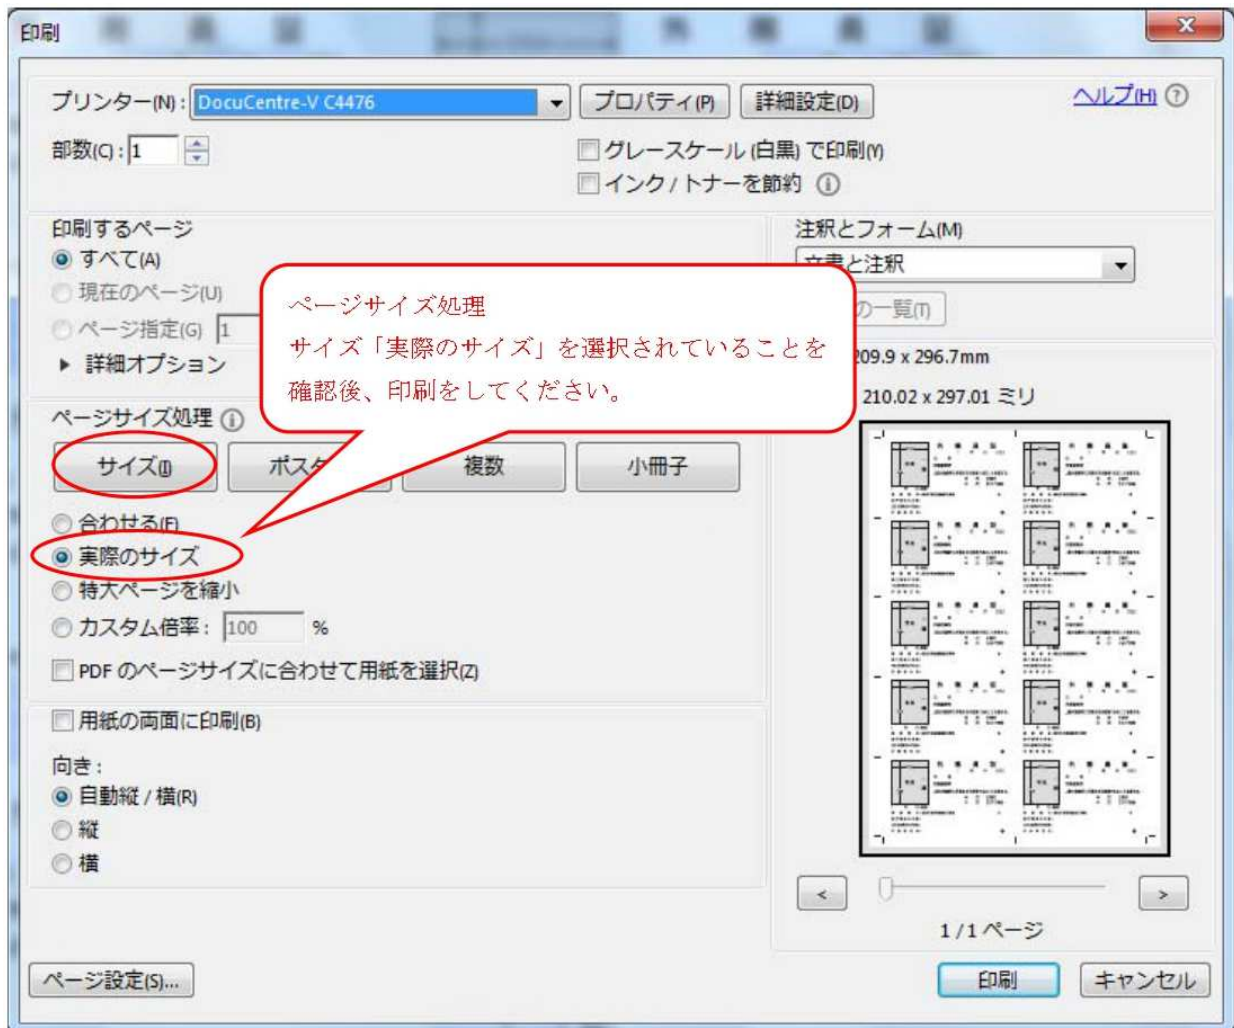 印刷
プリンター(N): DocuCentre-V C4476 プロパティ(P) 詳細設定(D) ヘルプ(H)
部数(C): 1 グレースケール (白黒) で印刷(Y)
インク / トナーを節約
印刷するページ
すべて(A)
現在のページ(U)
ページ指定(G) 1
詳細オプション
注釈とフォーム(M)
文書と注釈
の一覧(T)
ページサイズ処理
サイズ「実際のサイズ」を選択されていることを
確認後、印刷をしてください。
209.9 x 296.7mm
210.02 x 297.01 ミリ
ページサイズ処理
サイズ(I) ポスタ 複数 小冊子
合わせる(F)
実際のサイズ
特大ページを縮小
カスタム倍率: 100 %
PDF のページサイズに合わせて用紙を選択(Z)
用紙の両面に印刷(B)
向き:
自動縦 / 横(R)
縦
横
< >
1 / 1 ページ
ページ設定(S)... 印刷 キャンセル